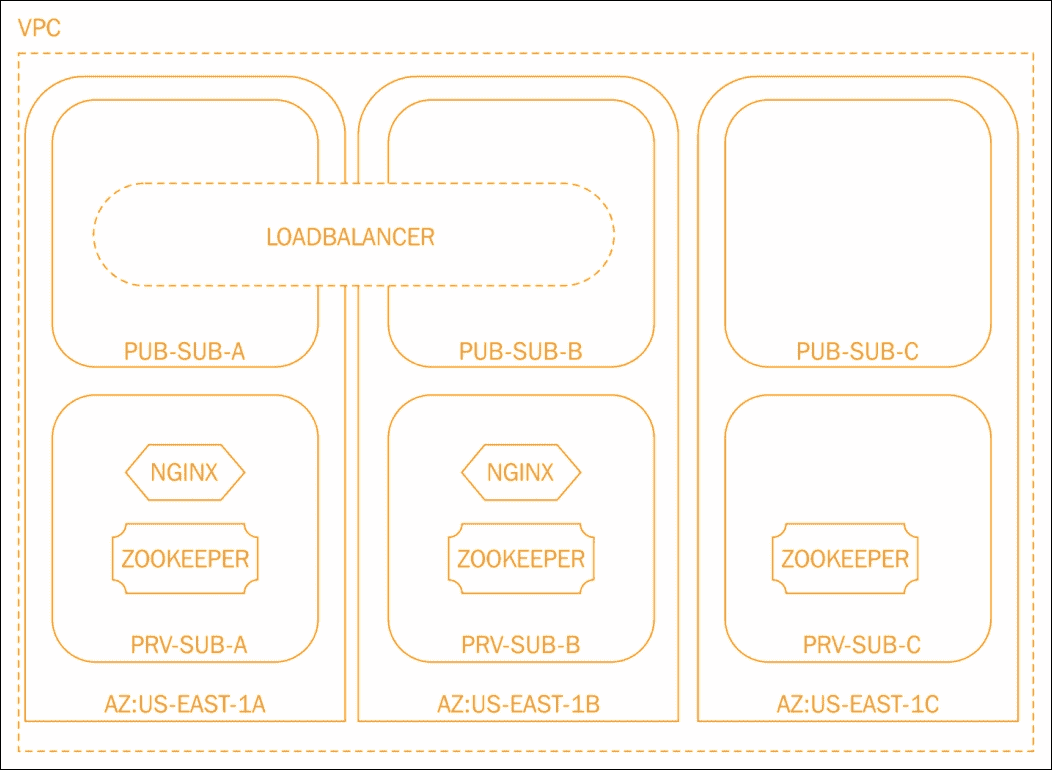 VPC
LOADBALANCER
PUB-SUB-A
PUB-SUB-B
PUB-SUB-C
NGINX
NGINX
ZOOKEEPER
ZOOKEEPER
ZOOKEEPER
PRV-SUB-A
PRV-SUB-B
PRV-SUB-C
AZ:US-EAST-1A
AZ:US-EAST-1B
AZ:US-EAST-1C